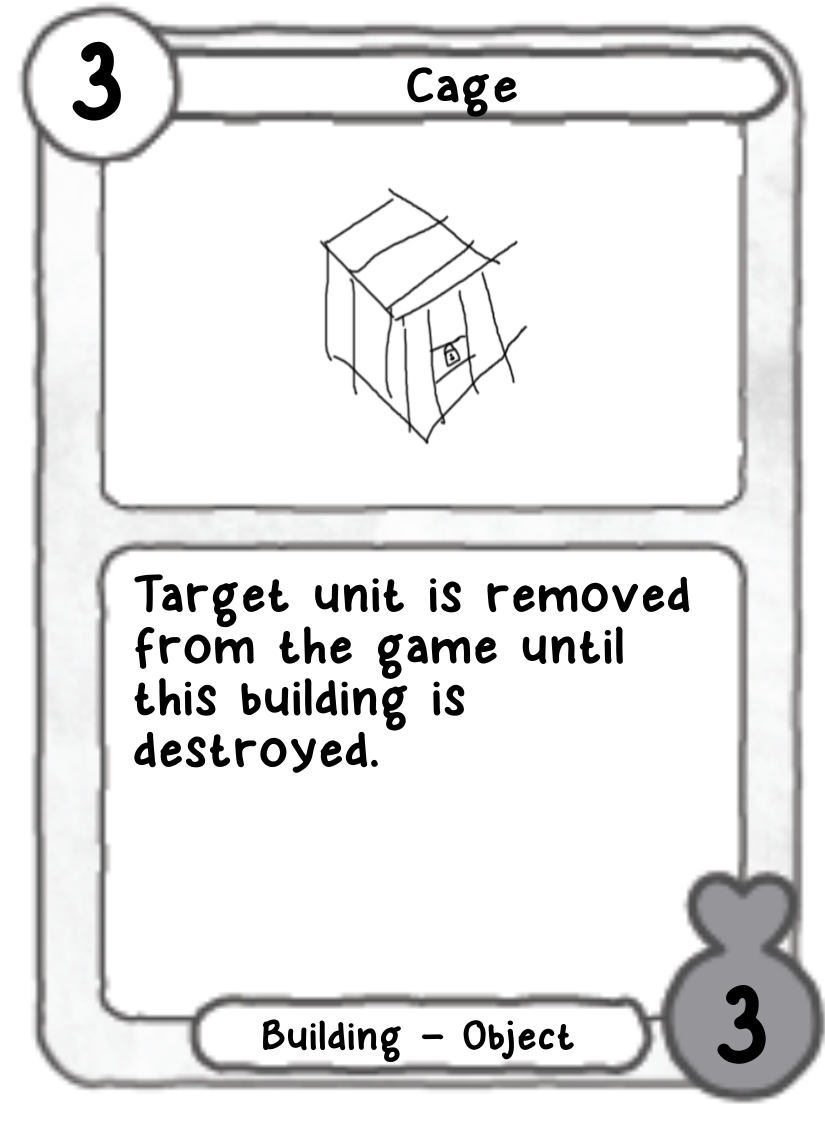 3
Cage
Target unit is removed
from the game until
this building is
destroyed.
Building – Object
3